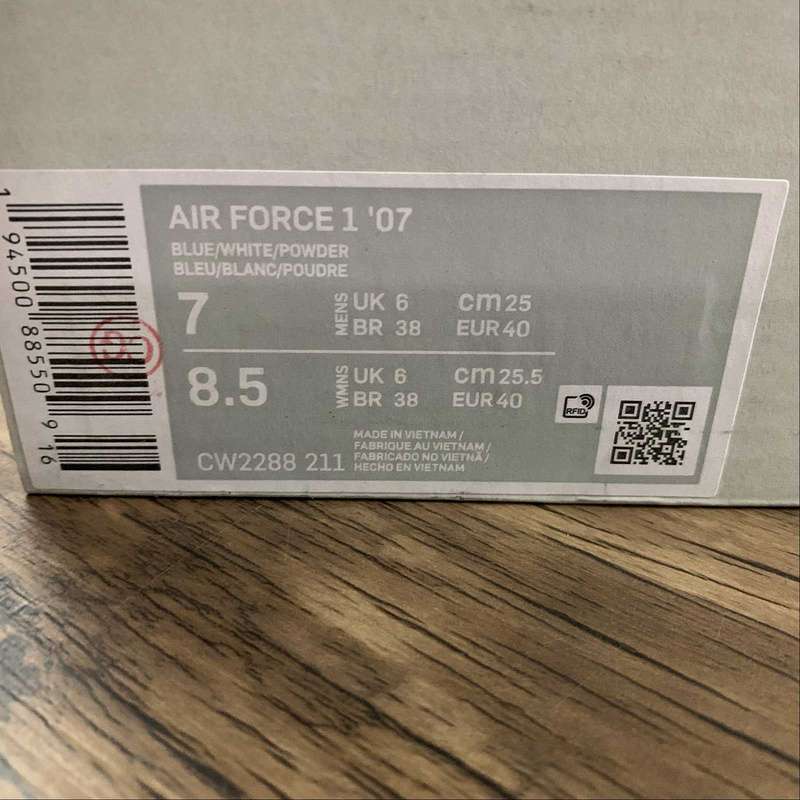 AIR FORCE 1 '07
BLUE/WHITE/POWDER
BLEU/BLANC/POUDRE
7 MENS UK 6 cm 25
BR 38 EUR 40
8.5 WMNS UK 6 cm 25.5
BR 38 EUR 40
RFID
CW2288 211
MADE IN VIETNAM /
FABRIQUE AU VIETNAM /
FABRICADO NO VIETNÃ /
HECHO EN VIETNAM
1 94500 88550 9 16